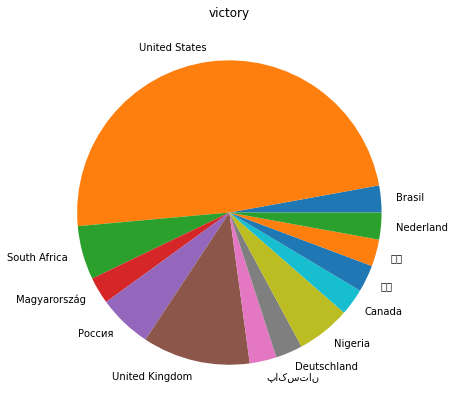 victory
United States
Brasil
Nederland
South Africa
Magyarország
Canada
Россия
Nigeria
Deutschland
United Kingdom
پاکستان